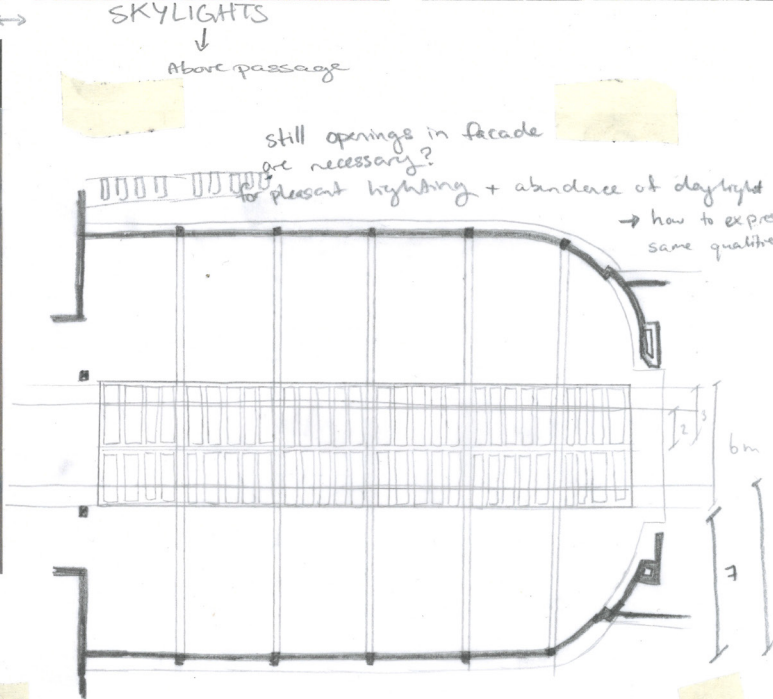 SKYLIGHTS
Above passage
still openings in facade
are necessary?
for pleasant lighting + abundence of daylight
→ how to expres
same qualitie
2
3
6m
7